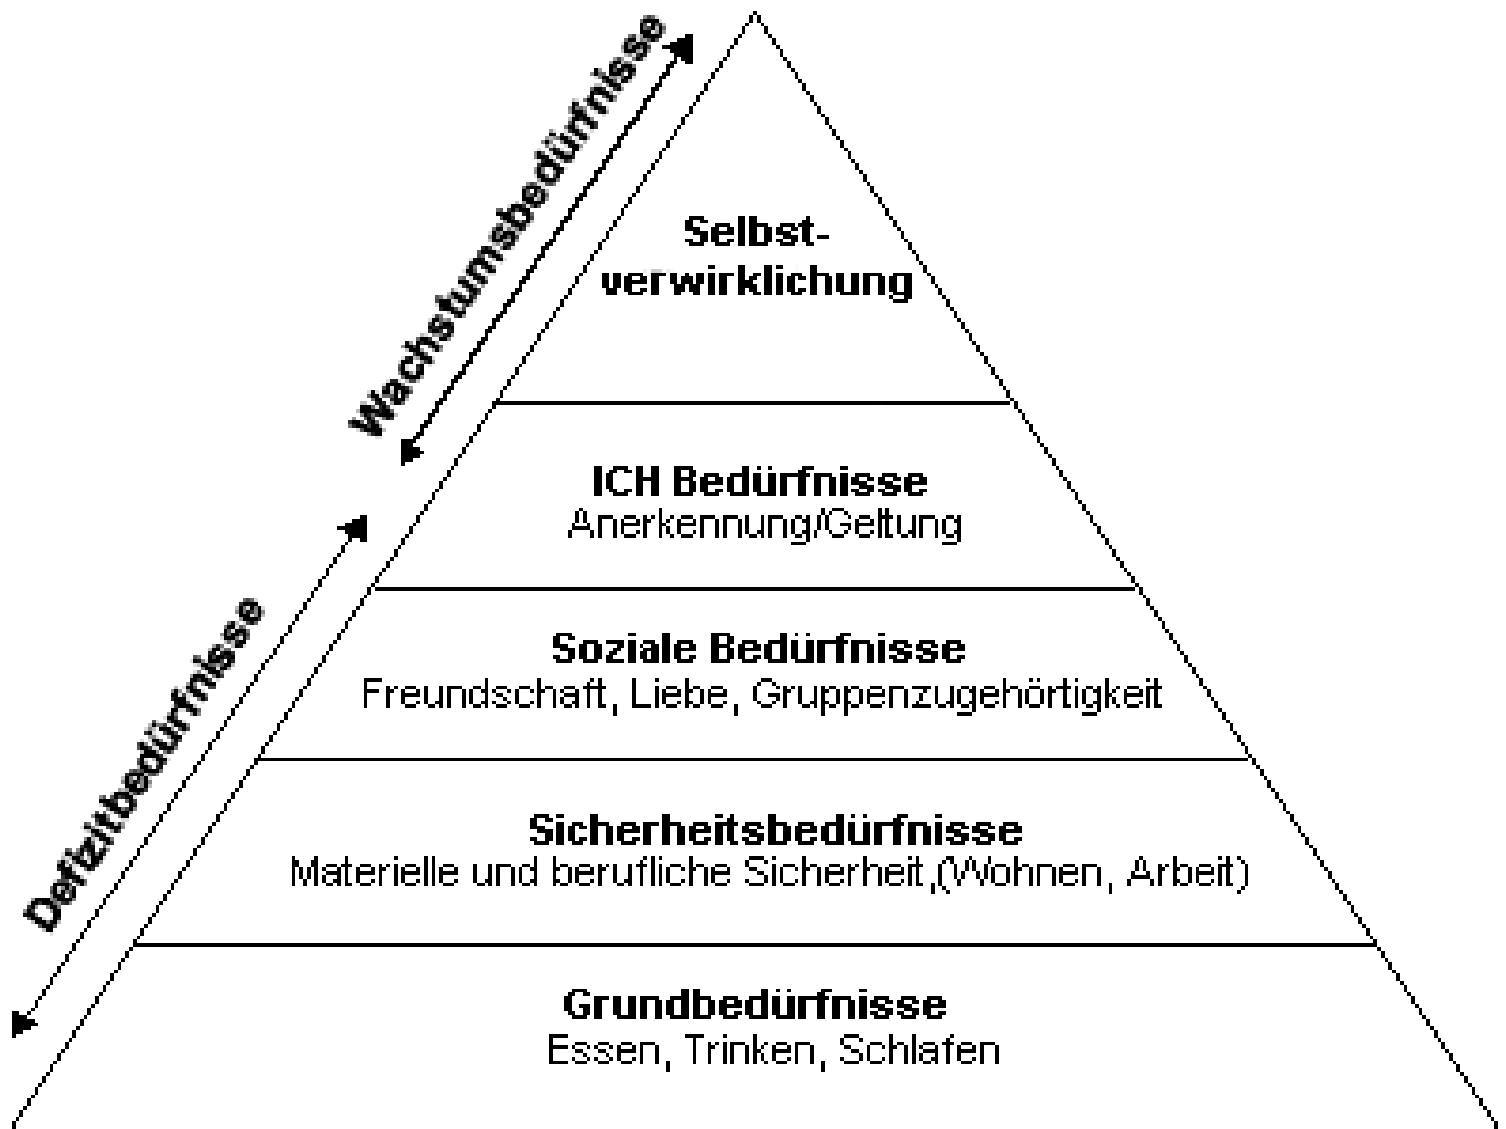 Wachstumsbedürfnisse
Selbst-
verwirklichung
ICH Bedürfnisse
Anerkennung/Geltung
Defizitbedürfnisse
Soziale Bedürfnisse
Freundschaft, Liebe, Gruppenzugehörtigkeit
Sicherheitsbedürfnisse
Materielle und berufliche Sicherheit,(Wohnen, Arbeit)
Grundbedürfnisse
Essen, Trinken, Schlafen